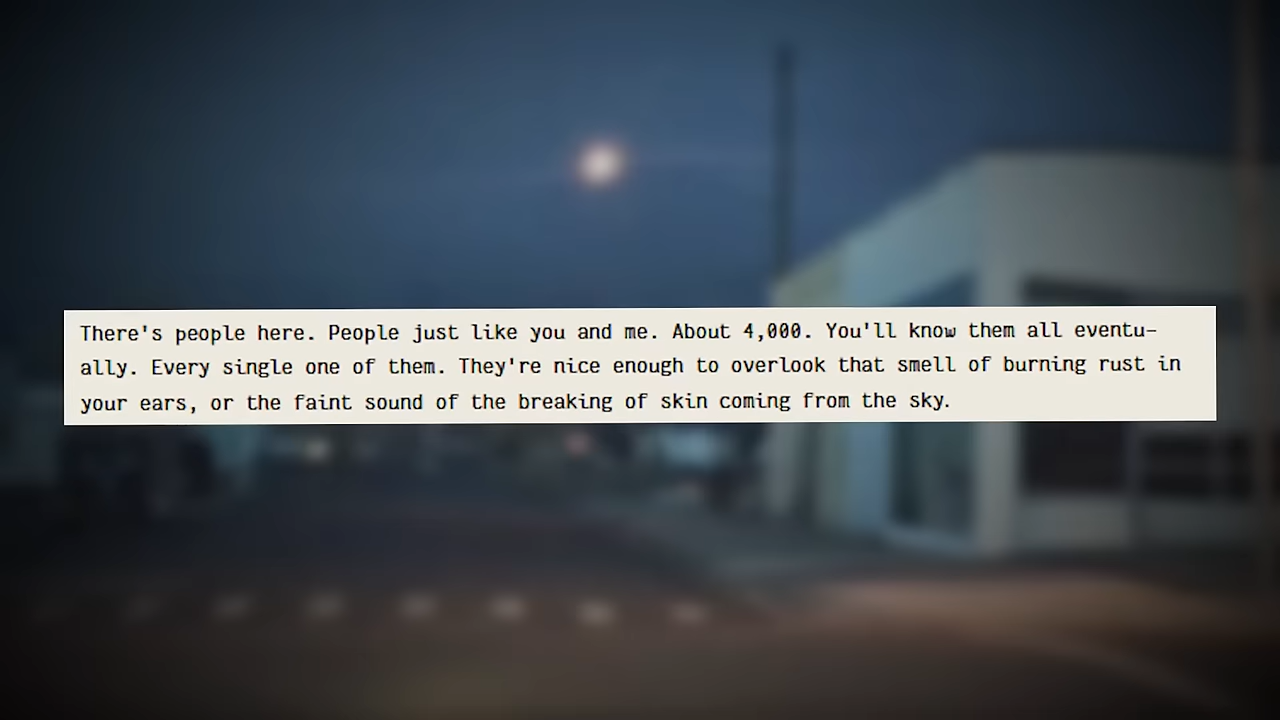 There's people here. People just like you and me. About 4,000. You'll know them all eventu-
ally. Every single one of them. They're nice enough to overlook that smell of burning rust in
your ears, or the faint sound of the breaking of skin coming from the sky.